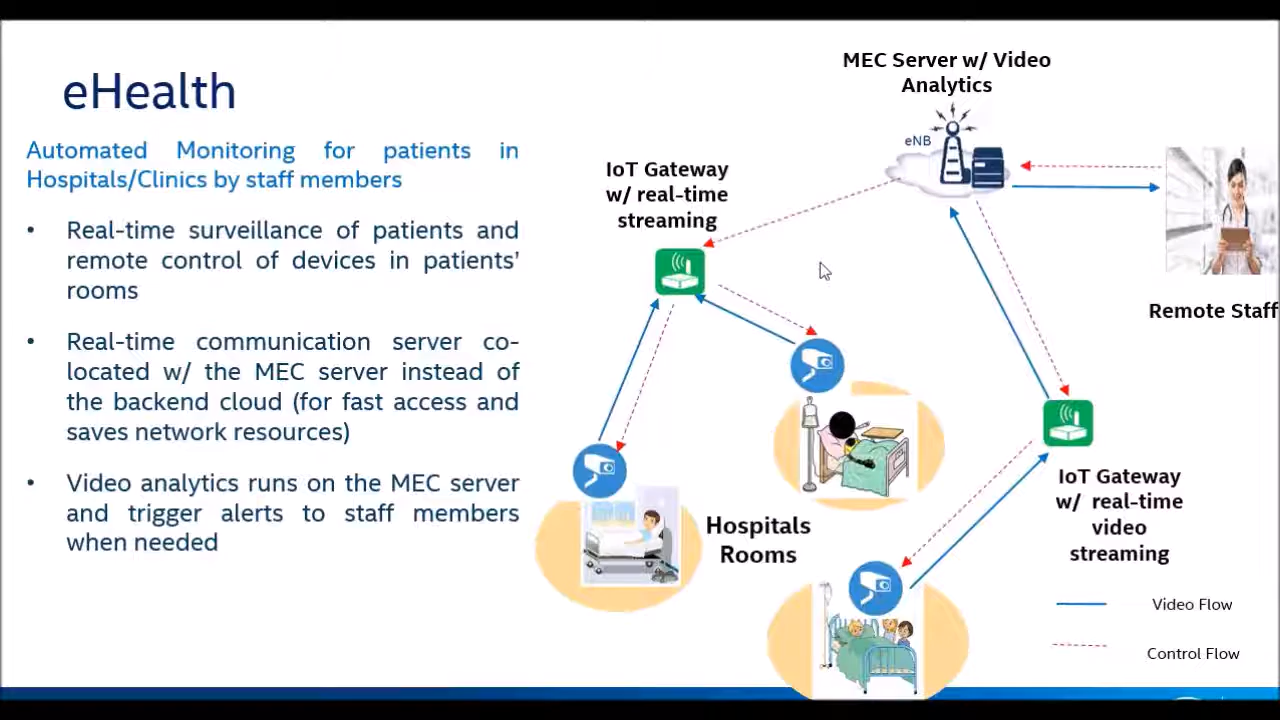 eHealth
Automated Monitoring for patients in
Hospitals/Clinics by staff members
• Real-time surveillance of patients and
remote control of devices in patients'
rooms
• Real-time communication server co-
located w/ the MEC server instead of
the backend cloud (for fast access and
saves network resources)
• Video analytics runs on the MEC server
and trigger alerts to staff members
when needed
MEC Server w/ Video
Analytics
eNB
IoT Gateway
w/ real-time
streaming
Remote Staff
Hospitals
Rooms
IoT Gateway
w/ real-time
video
streaming
Video Flow
Control Flow